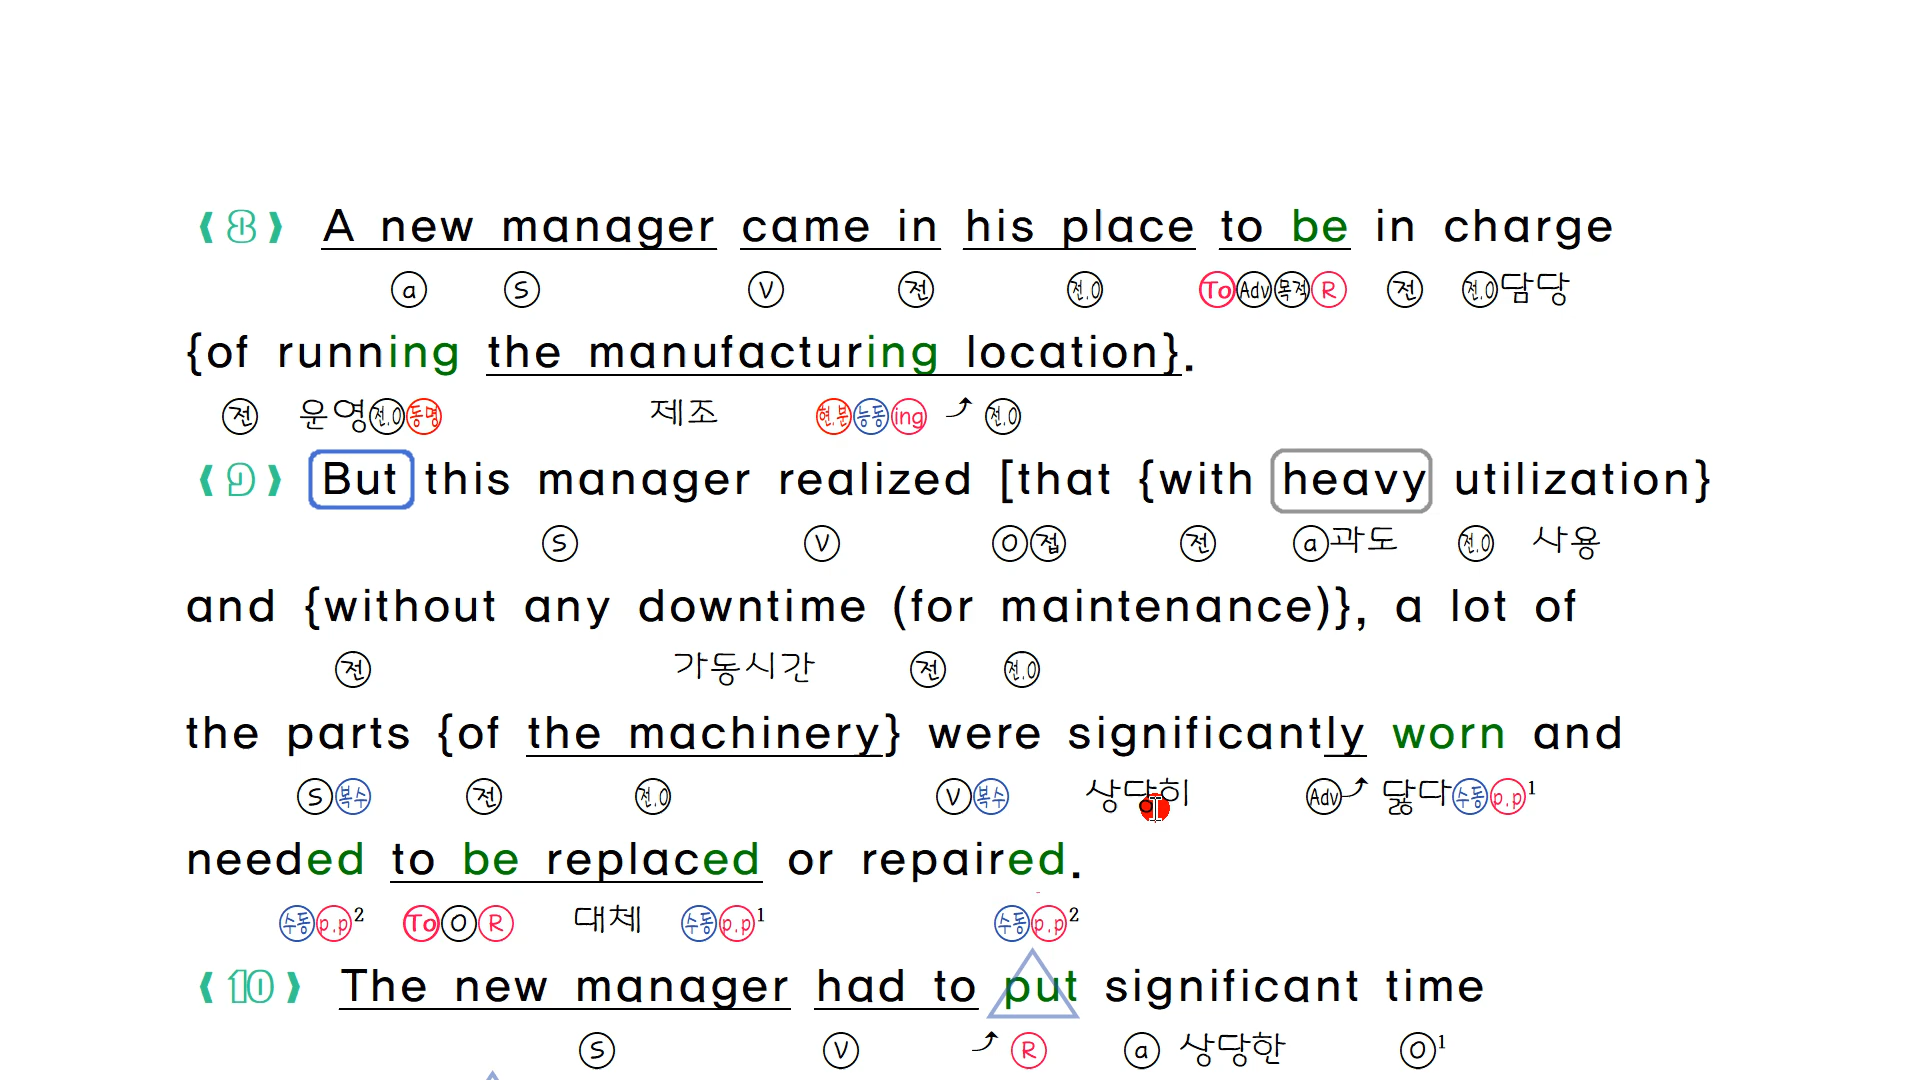 ❨8❩ A new manager came in his place to be in charge
ⓐ Ⓢ Ⓥ 전 전.O To Adv 목적 R 전 전.O 담당
{of running the manufacturing location}.
전 운영 전.O 동명 제조 현.분 능동 ing ⤴ 전.O
❨9❩ But this manager realized [that {with heavy utilization}
Ⓢ Ⓥ Ⓞ 접 전 ⓐ 과도 전.O 사용
and {without any downtime (for maintenance)}, a lot of
전 가동시간 전 전.O
the parts {of the machinery} were significantly worn and
Ⓢ 복수 전 전.O Ⓥ 복수 상당히 Adv ⤴ 닳다 수동 p.p¹
needed to be replaced or repaired.
수동 p.p² To Ⓞ R 대체 수동 p.p¹ 수동 p.p²
❨10❩ The new manager had to put significant time
Ⓢ Ⓥ ⤴ R ⓐ 상당한 Ⓞ¹